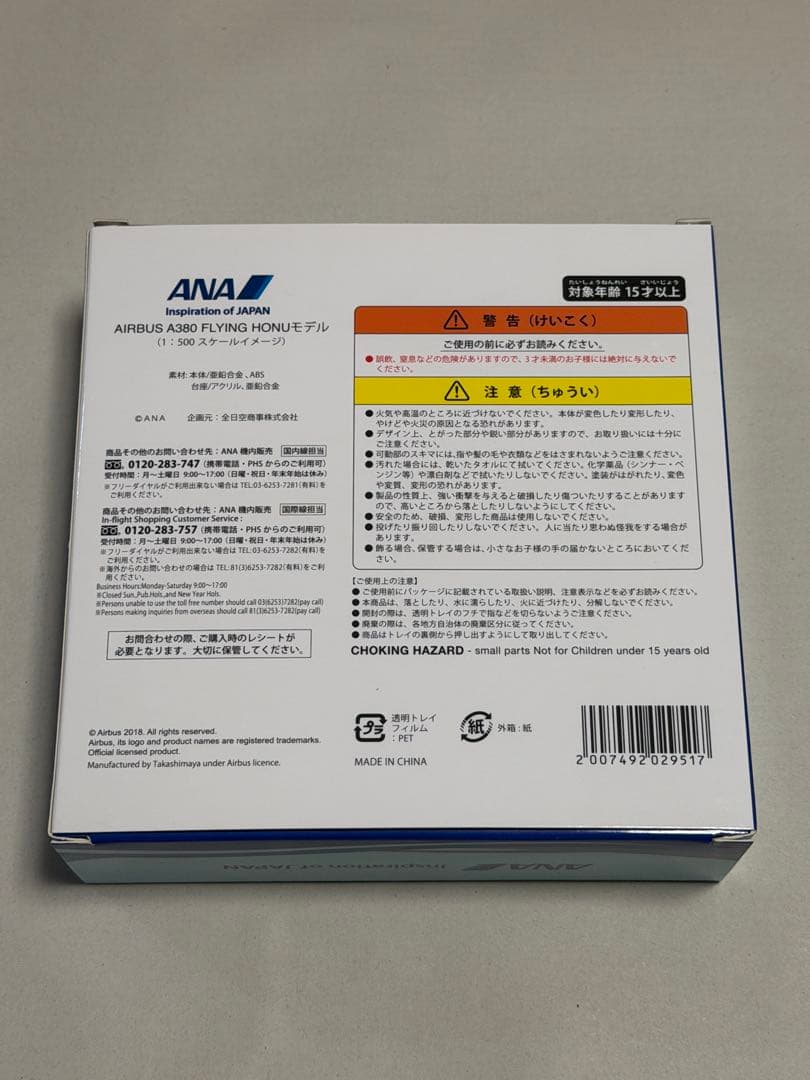 ANA
Inspiration of JAPAN
AIRBUS A380 FLYING HONUモデル
（1：500 スケールイメージ）
素材：本体/亜鉛合金、ABS
台座/アクリル、亜鉛合金
©ANA　企画元：全日空商事株式会社
商品その他のお問い合わせ先：ANA 機内販売 国内線担当
0120-283-747（携帯電話・PHSからのご利用可）
受付時間：月～土曜日 9:00～17:00（日曜・祝日・年末年始は休み）
※フリーダイヤルがご利用出来ない場合は TEL:03-6253-7281（有料）を
ご利用ください。
商品その他のお問い合わせ先：ANA 機内販売 国際線担当
In-flight Shopping Customer Service :
0120-283-757（携帯電話・PHSからのご利用可）
受付時間：月～土曜日 9:00～17:00（日曜・祝日・年末年始は休み）
※フリーダイヤルがご利用出来ない場合は TEL:03-6253-7282（有料）を
ご利用ください。
※海外からのお問い合わせの場合は TEL:81(3)6253-7282（有料）をご利
用ください。
Business Hours:Monday-Saturday 9:00～17:00
※Closed Sun.,Pub.Hols.,and New Year Hols.
※Persons unable to use the toll free number should call 03(6253)7282(pay call)
※Persons making inquiries from overseas should call 81(3)6253-7282(pay call)
お問合わせの際、ご購入時のレシートが
必要となります。大切に保管してください。
© Airbus 2018. All rights reserved.
Airbus, its logo and product names are registered trademarks.
Official licensed product.
Manufactured by Takashimaya under Airbus licence.
たいしょうねんれい さいいじょう
対象年齢 15才以上
警告（けいこく）
ご使用の前に必ずお読みください。
●誤飲、窒息などの危険がありますので、3才未満のお子様には絶対に与えないで
ください。
注意（ちゅうい）
●火気や高温のところに近づけないでください。本体が変色したり変形したり、
やけどや火災の原因となる恐れがあります。
●デザイン上、とがった部分や鋭い部分がありますので、お取り扱いには十分に
ご注意ください。
●可動部のスキマには、指や髪の毛や衣類などをはさまれないようご注意ください。
●汚れた場合には、乾いたタオルにて拭いてください。化学薬品（シンナー・ベ
ンジン等）や漂白剤などで拭いたりしないでください。塗装がはがれたり、変色
や変質、変形の恐れがあります。
●製品の性質上、強い衝撃を与えると破損したり傷ついたりすることがあります
ので、高いところから落としたりしないようにしてください。
●安全のため、破損、変形した商品は使用しないでください。
●投げたり振り回したりしないでください。人に当たり思わぬ怪我をする場合が
あります。
●飾る場合、保管する場合は、小さなお子様の手の届かないところにおいてくだ
さい。
【ご使用上の注意】
●ご使用前にパッケージに記載されている取扱い説明、注意表示などを必ずお読みください。
●本商品は、落としたり、水に濡らしたり、火に近づけたり、分解しないでください。
●開封の際は、透明トレイのフチで指などを切らないようご注意ください。
●廃棄の際は、各地方自治体の廃棄区分に従ってください。
●商品はトレイの裏側から押し出すようにして取り出してください。
CHOKING HAZARD - small parts Not for Children under 15 years old
プラ
透明トレイ
フィルム
：PET
紙
外箱：紙
MADE IN CHINA
2007492029517
ANA Inspiration of JAPAN